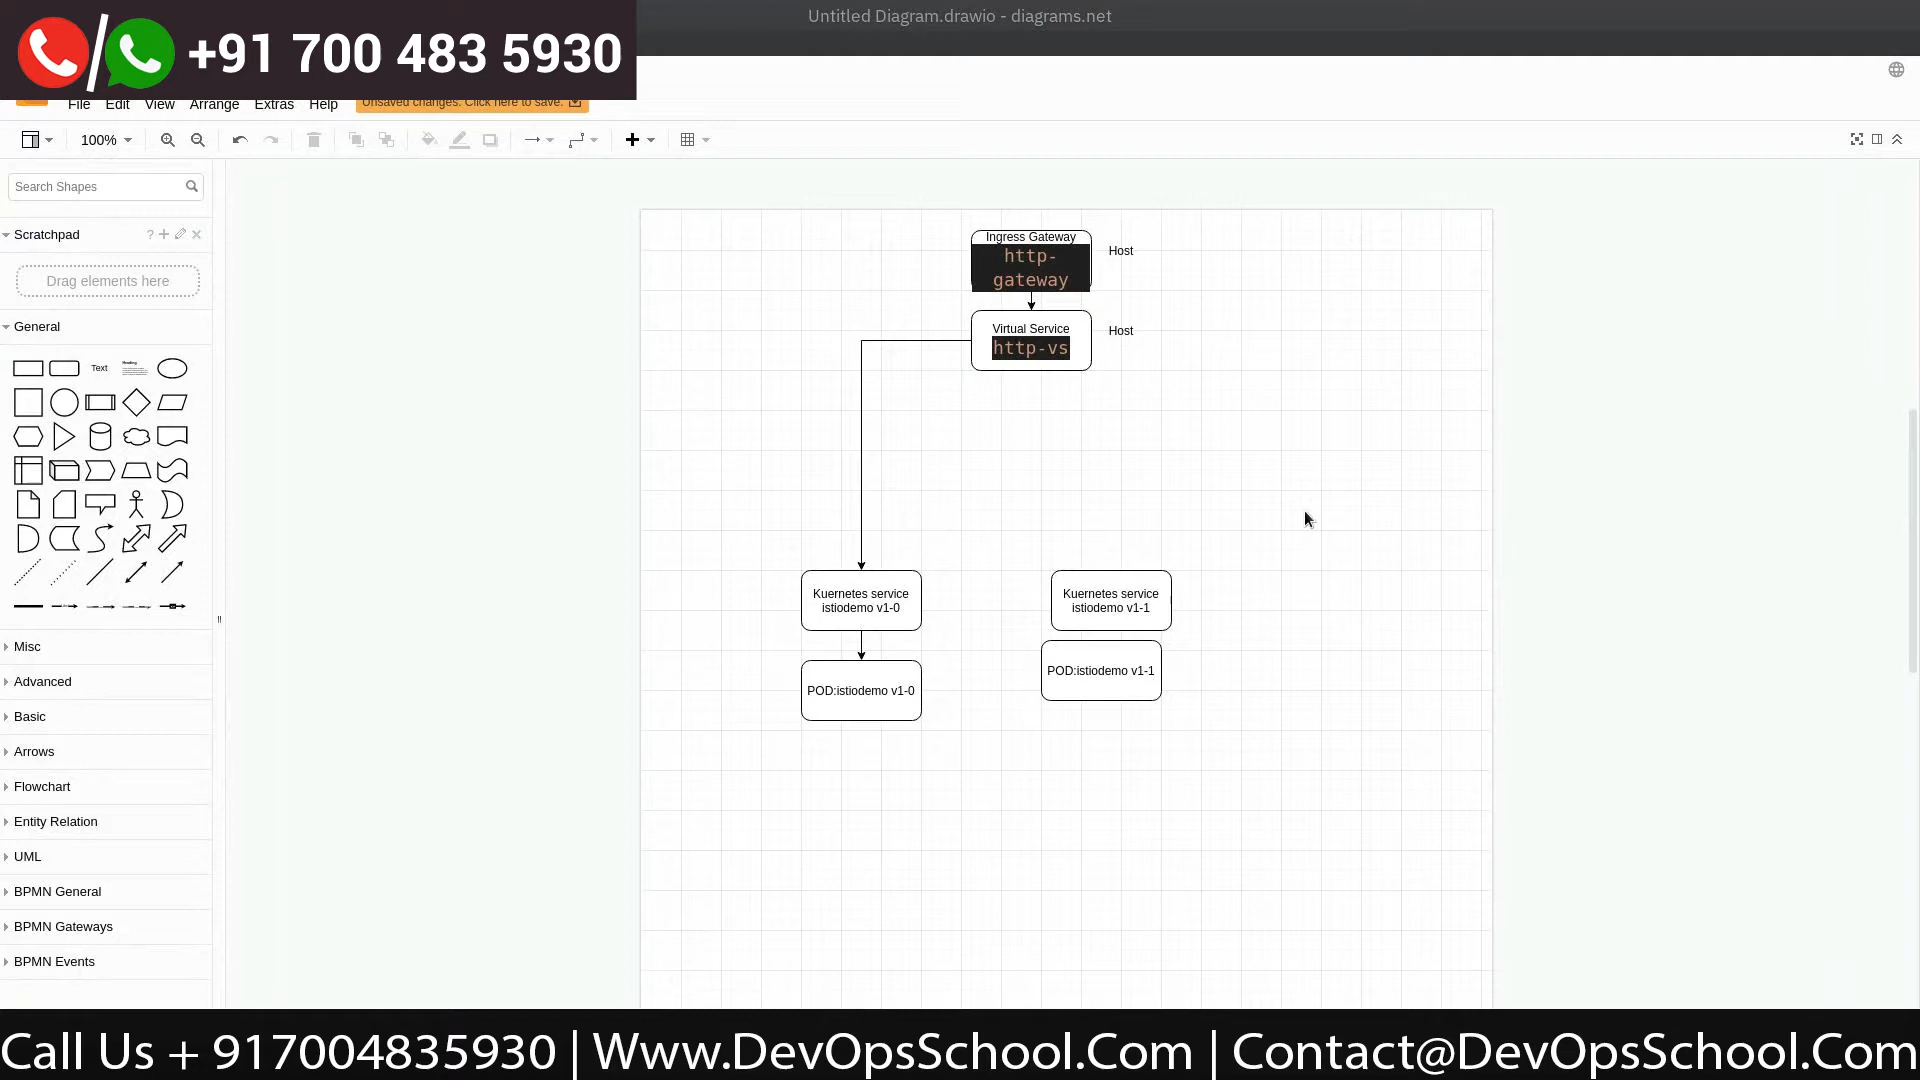 Untitled Diagram.drawio - diagrams.net
+91 700 483 5930
File Edit View Arrange Extras Help Unsaved changes. Click here to save.
100%
Search Shapes
Scratchpad
?
Drag elements here
General
Text
Heading
Misc
Advanced
Basic
Arrows
Flowchart
Entity Relation
UML
BPMN General
BPMN Gateways
BPMN Events
Ingress Gateway
http-
gateway
Host
Virtual Service
http-vs
Host
Kuernetes service
istiodemo v1-0
Kuernetes service
istiodemo v1-1
POD:istiodemo v1-0
POD:istiodemo v1-1
Call Us + 917004835930 | Www.DevOpsSchool.Com | Contact@DevOpsSchool.Com